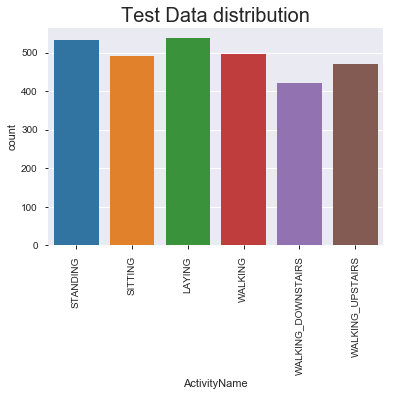 Test Data distribution
500
400
300
200
100
0
count
STANDING
SITTING
LAYING
WALKING
WALKING_DOWNSTAIRS
WALKING_UPSTAIRS
ActivityName